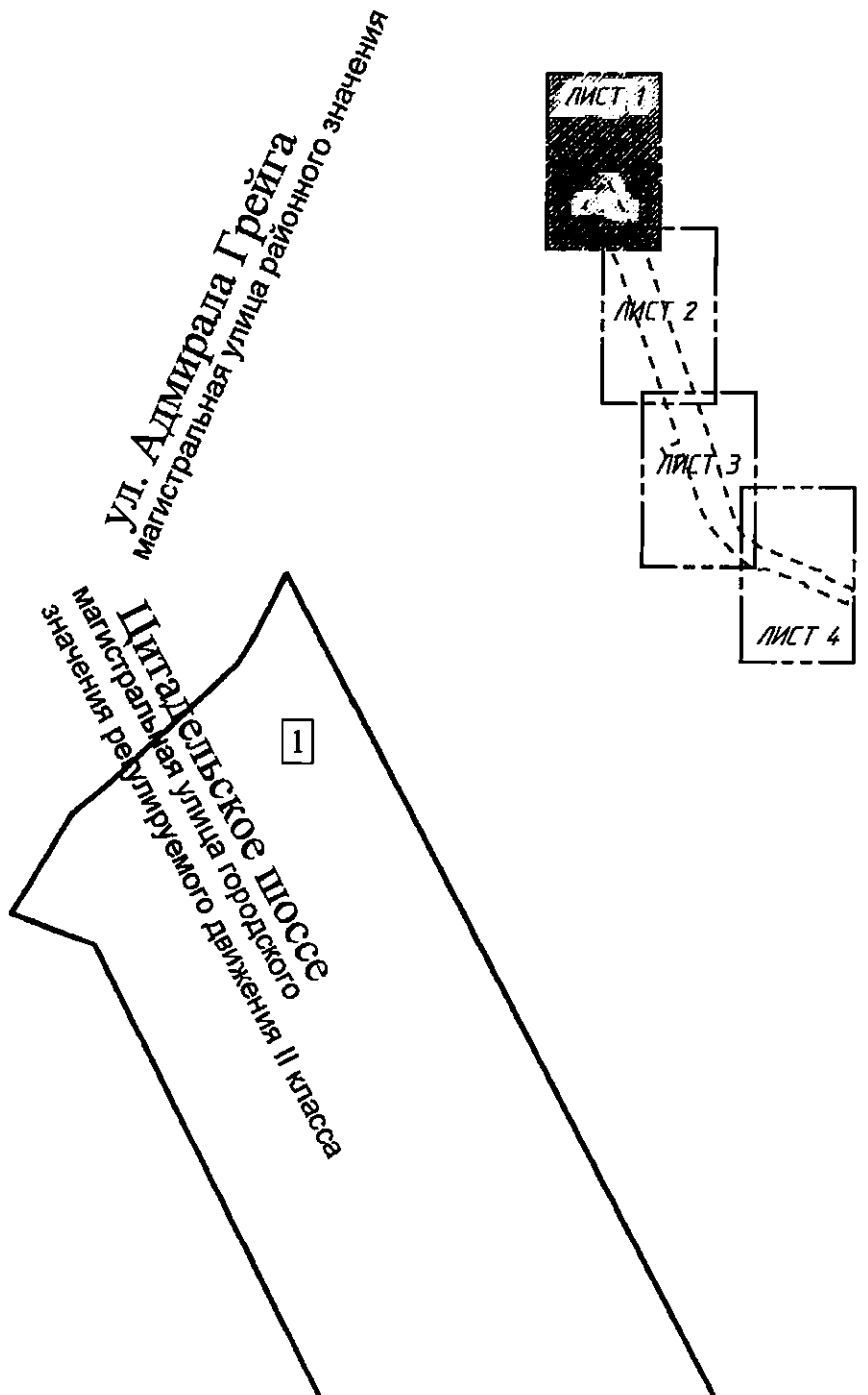 ул. Адмирала Грейга
магистральная улица районного значения
ЛИСТ 1
ЛИСТ 2
ЛИСТ 3
ЛИСТ 4
Цитадельское шоссе
магистральная улица городского
значения регулируемого движения II класса
1